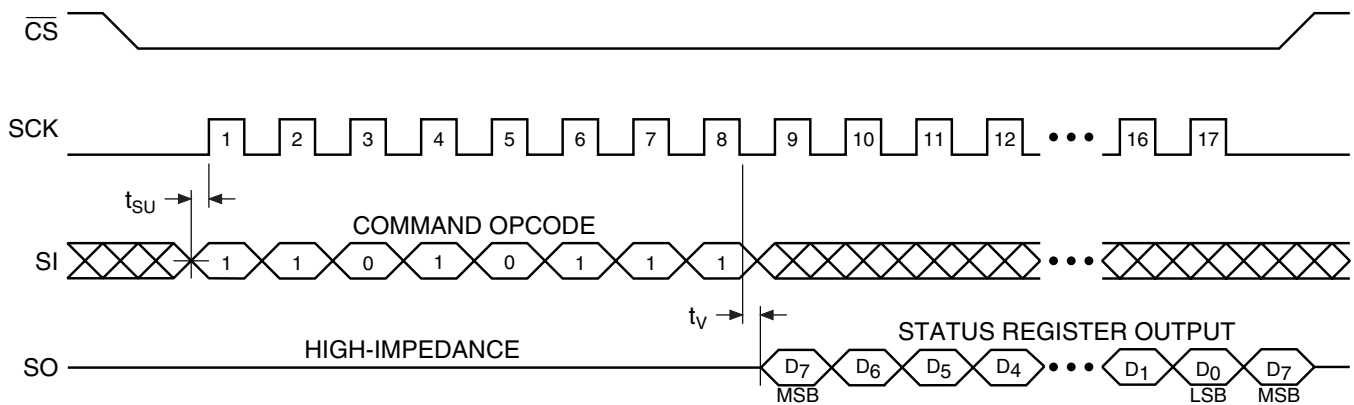 CS
SCK 1 2 3 4 5 6 7 8 9 10 11 12 ••• 16 17
tSU
COMMAND OPCODE
SI 1 1 0 1 0 1 1 1 •••
tV
STATUS REGISTER OUTPUT
HIGH-IMPEDANCE
SO D7 D6 D5 D4 ••• D1 D0 D7
MSB LSB MSB